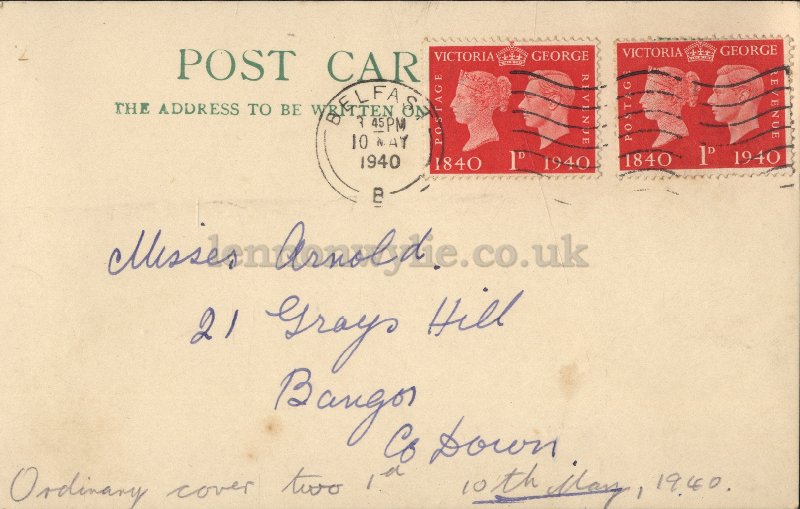 POST CAR
THE ADDRESS TO BE WRITTEN ON
BELFAST
45PM
10 MAY
1940
B
VICTORIA GEORGE
POSTAGE
REVENUE
1840 1D 1940
VICTORIA GEORGE
POSTAGE
REVENUE
1840 1D 1940
lennonwylie.co.uk
Misses Arnold.
21 Grays Hill
Bangor
Co Down.
Ordinary cover two 1d 10th May, 1940.